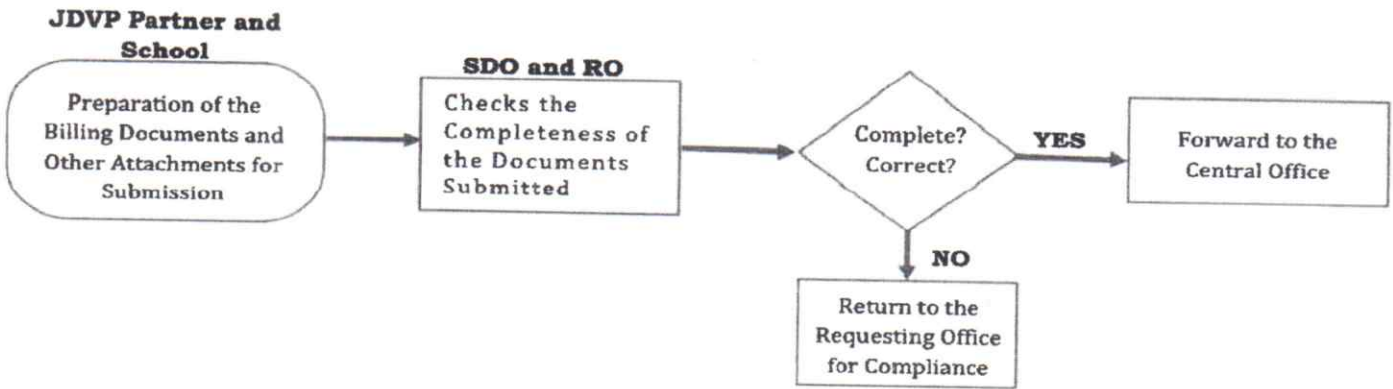 JDVP Partner and
School
Preparation of the
Billing Documents and
Other Attachments for
Submission
SDO and RO
Checks the
Completeness of
the Documents
Submitted
Complete?
Correct?
YES
Forward to the
Central Office
NO
Return to the
Requesting Office
for Compliance